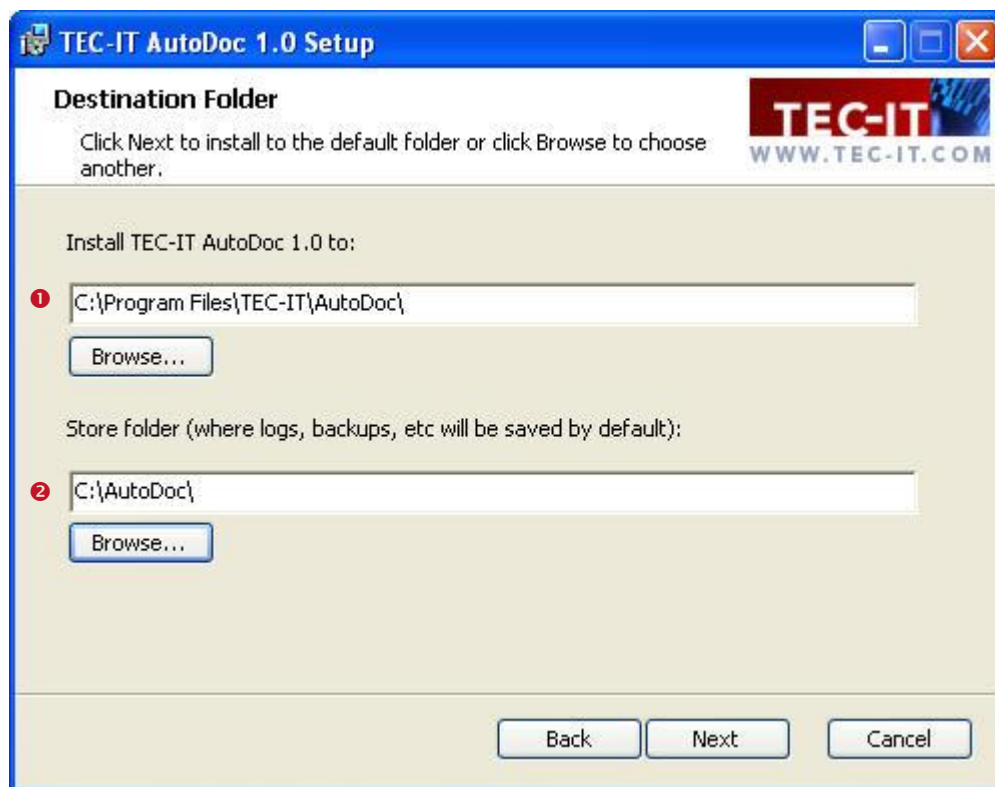 TEC-IT AutoDoc 1.0 Setup
Destination Folder
Click Next to install to the default folder or click Browse to choose
another.
TEC-IT
WWW.TEC-IT.COM
Install TEC-IT AutoDoc 1.0 to:
❶ C:\Program Files\TEC-IT\AutoDoc\
Browse...
Store folder (where logs, backups, etc will be saved by default):
❷ C:\AutoDoc\
Browse...
Back Next Cancel